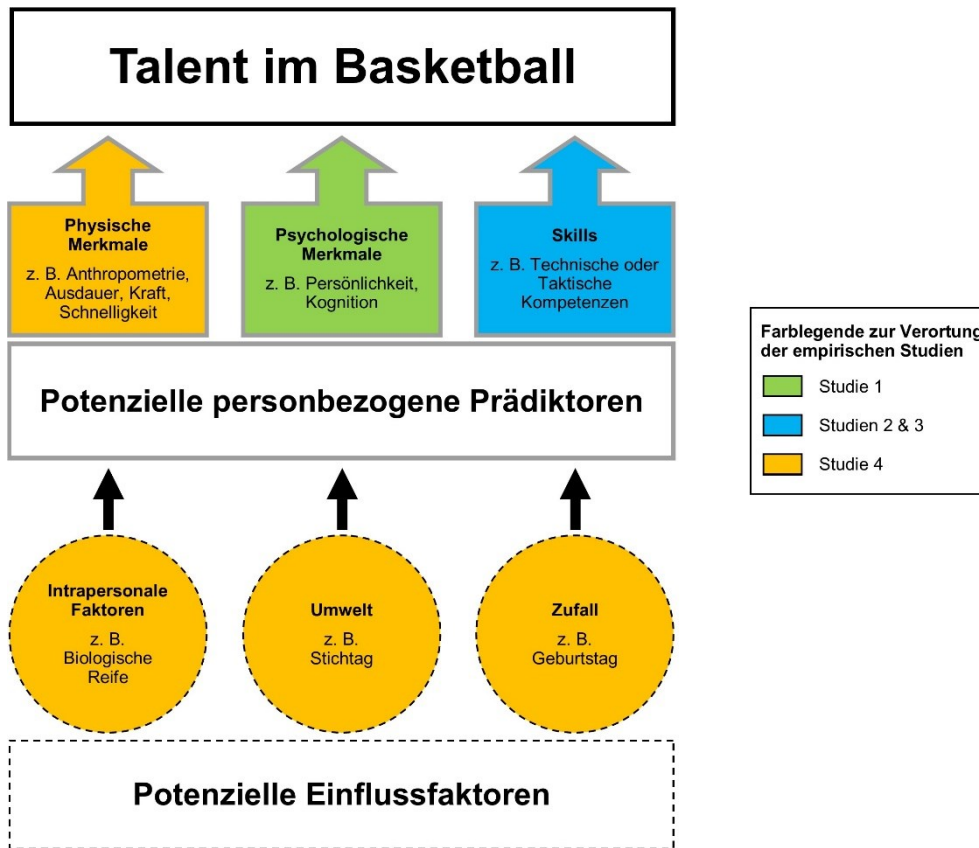 Talent im Basketball
Physische
Merkmale
z. B. Anthropometrie,
Ausdauer, Kraft,
Schnelligkeit
Psychologische
Merkmale
z. B. Persönlichkeit,
Kognition
Skills
z. B. Technische oder
Taktische
Kompetenzen
Potenzielle personbezogene Prädiktoren
Intrapersonale
Faktoren
z. B.
Biologische
Reife
Umwelt
z. B.
Stichtag
Zufall
z. B.
Geburtstag
Potenzielle Einflussfaktoren
Farblegende zur Verortung
der empirischen Studien
Studie 1
Studien 2 & 3
Studie 4